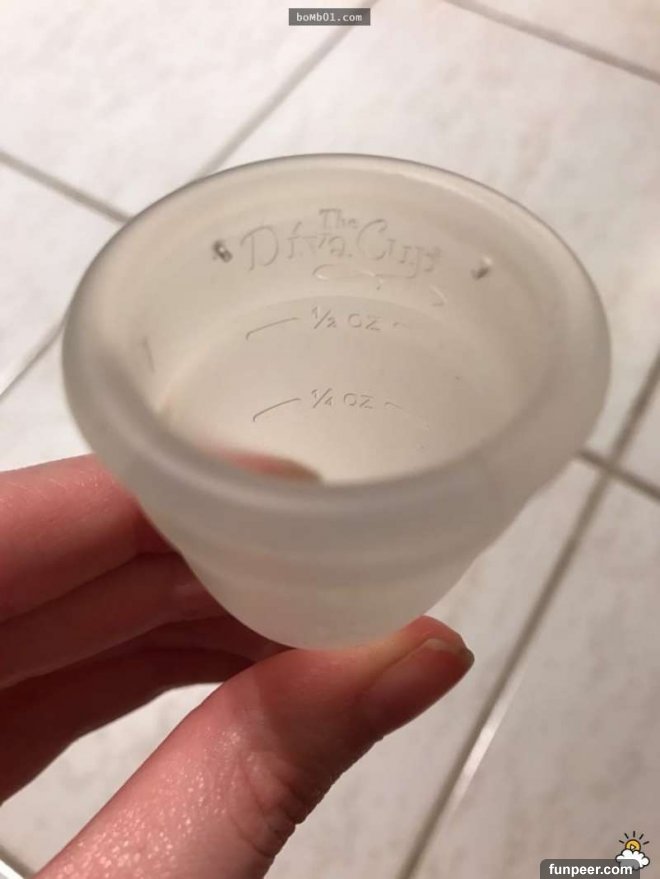 boMb01.com
The
Diva Cup
1/2 OZ
1/4 OZ
funpeer.com